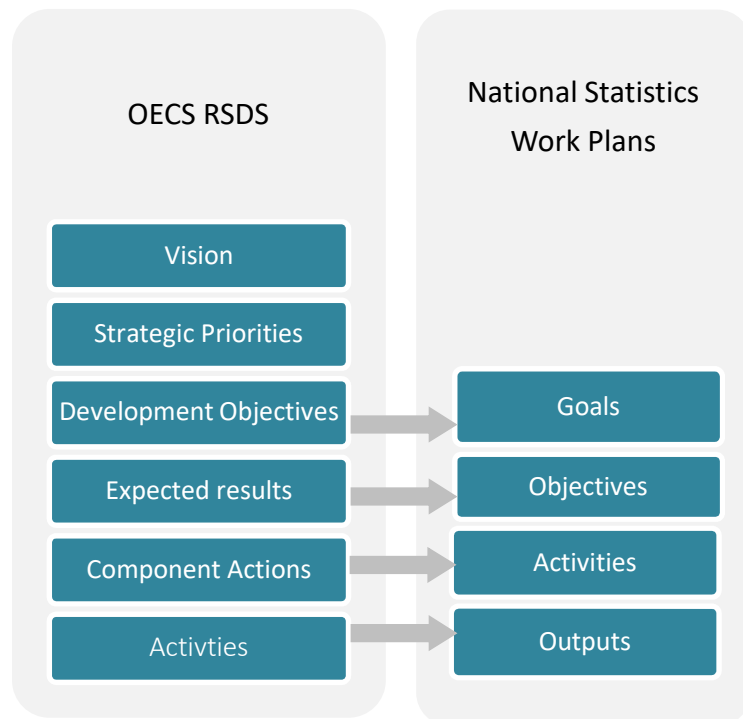 OECS RSDS
Vision
Strategic Priorities
Development Objectives
Expected results
Component Actions
Activties
National Statistics
Work Plans
Goals
Objectives
Activities
Outputs